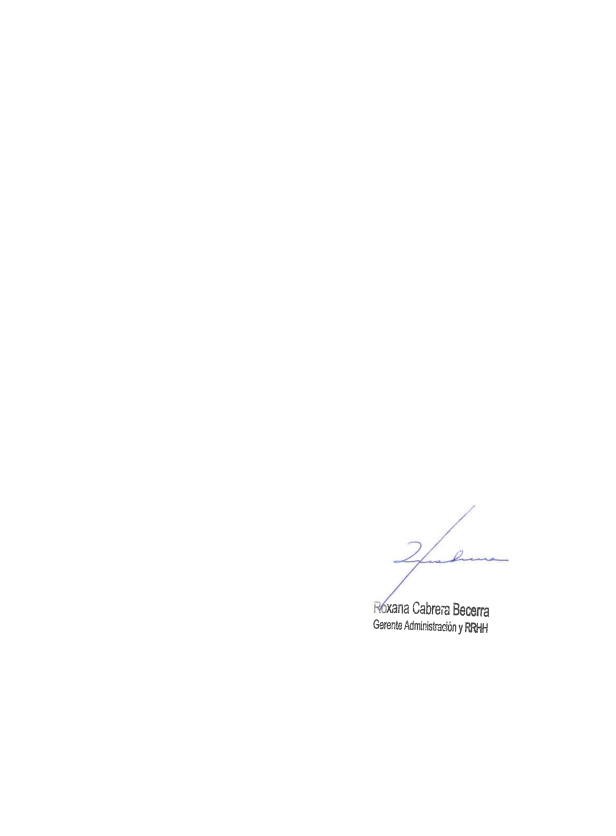 Roxana Cabrera Becerra
Gerente Administración y RRHH